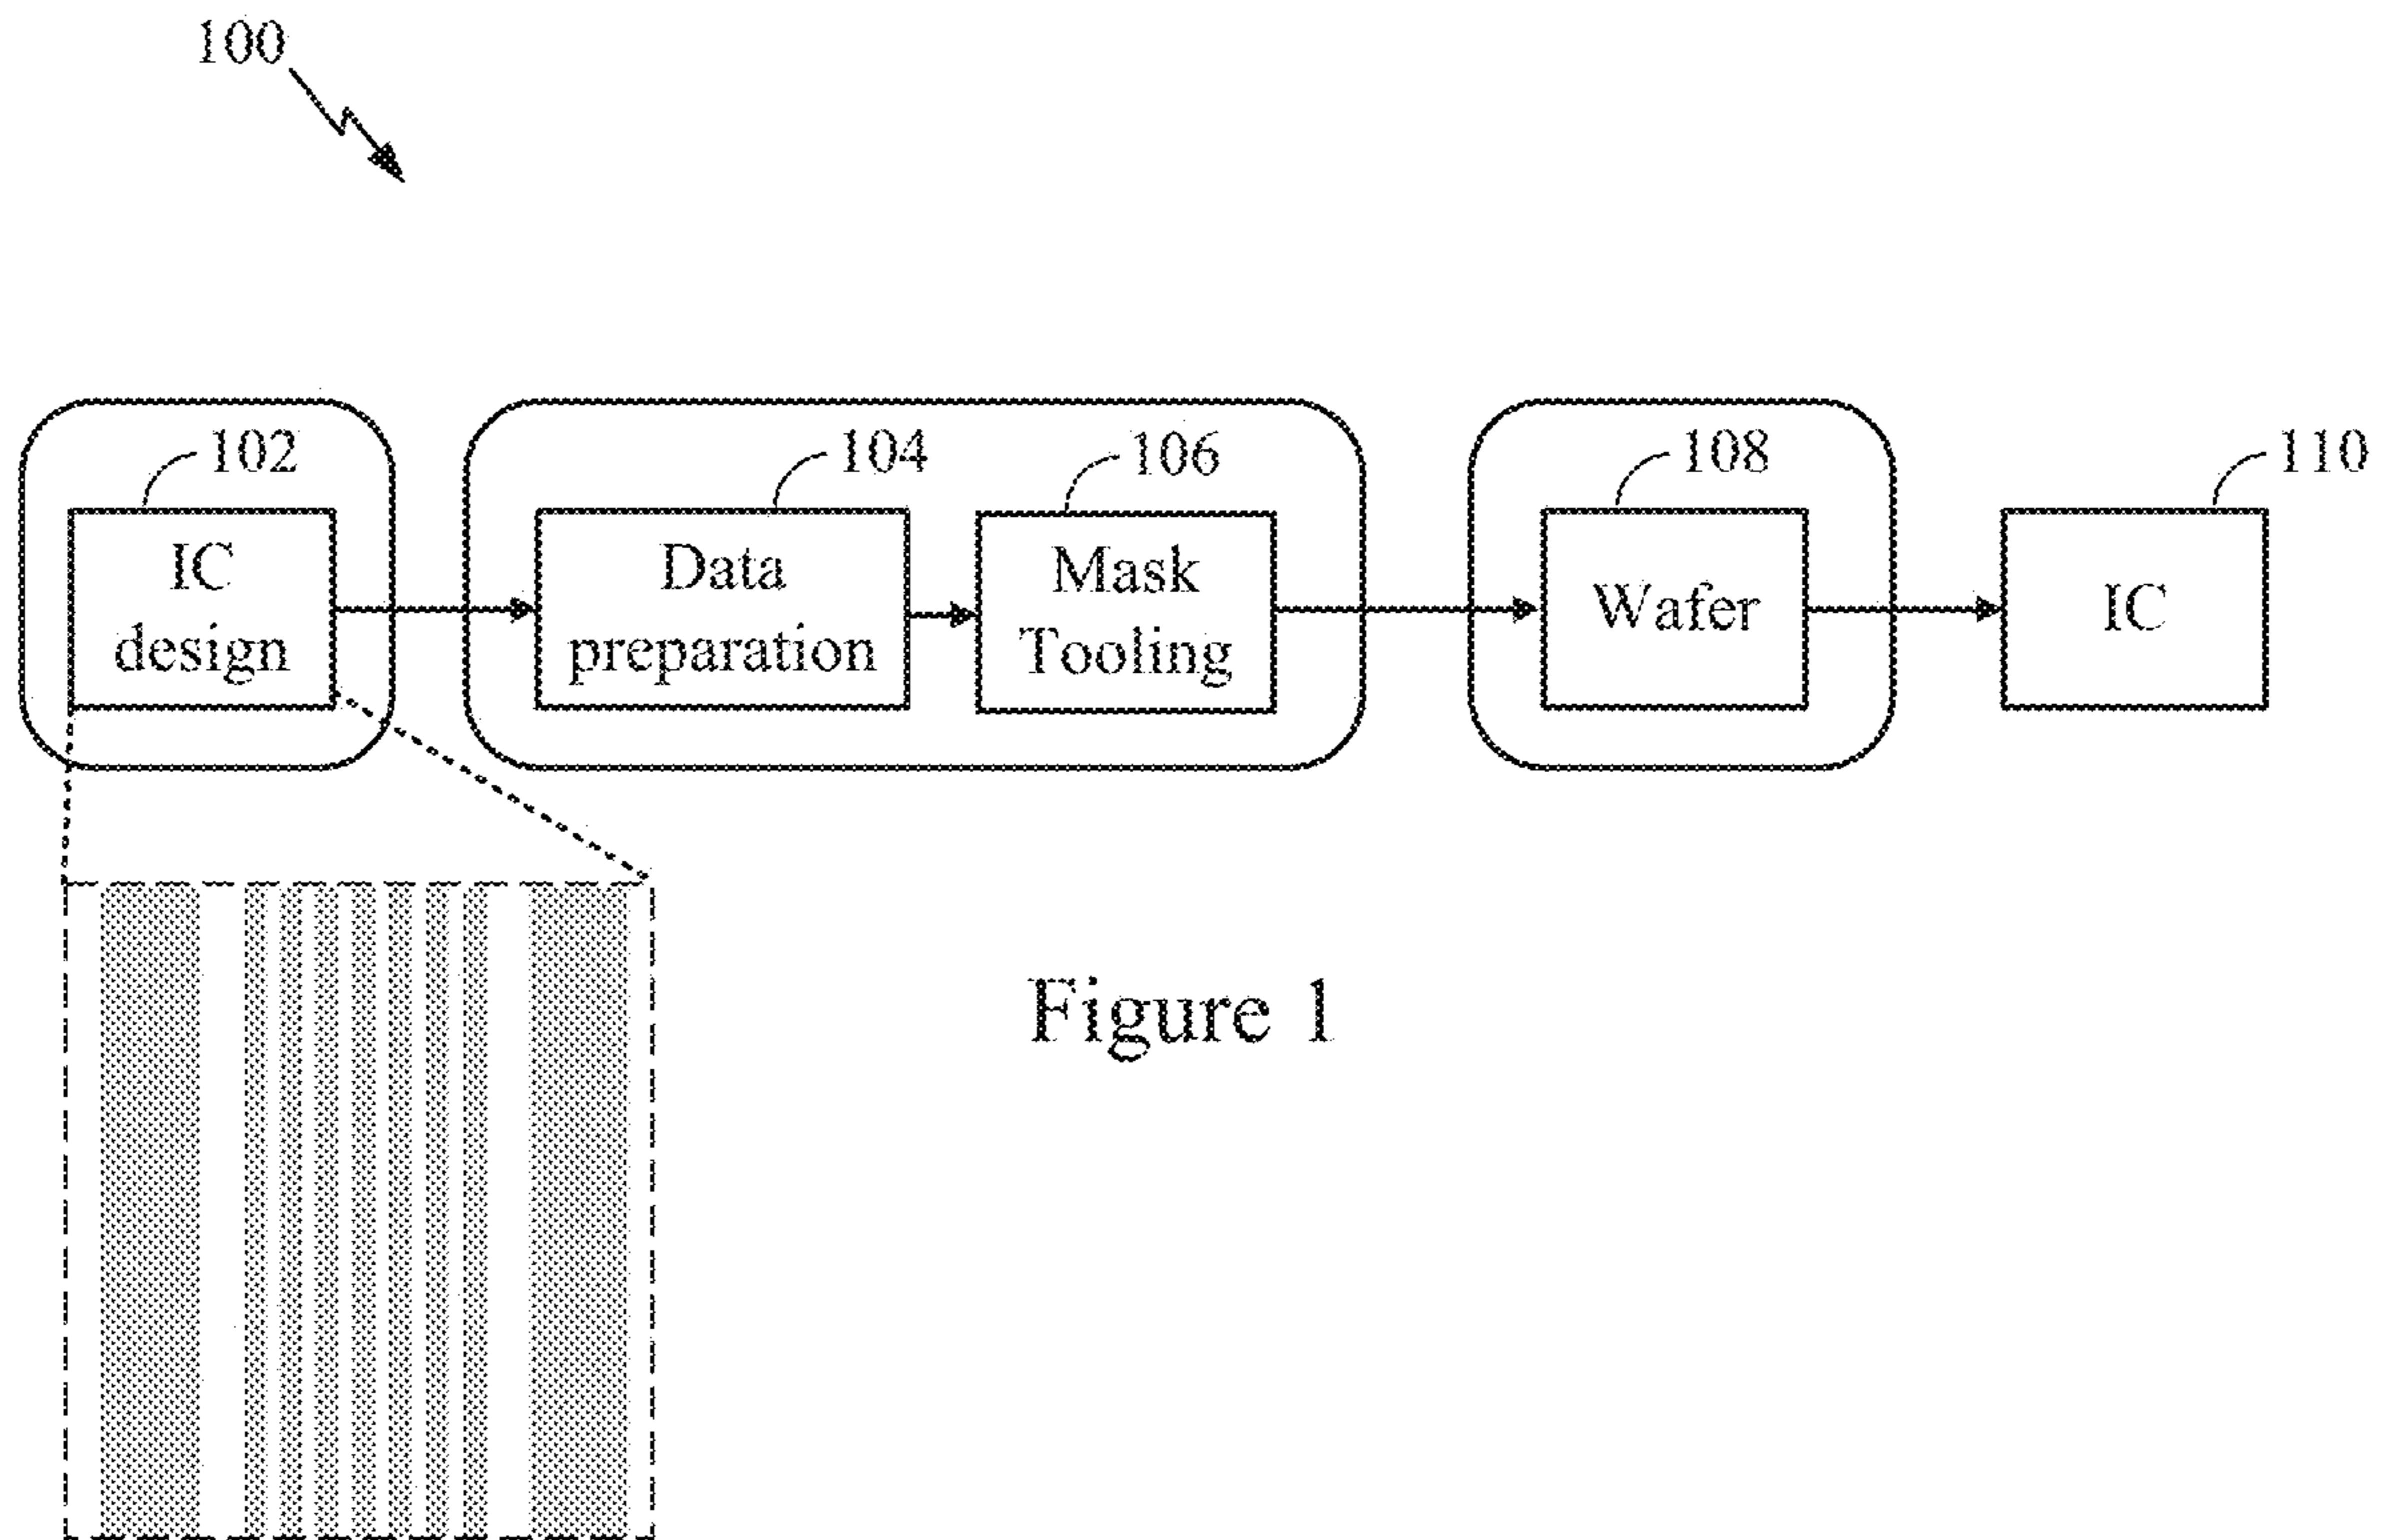 100
102
104
106
108
110
IC
design
Data
preparation
Mask
Tooling
Wafer
IC
Figure 1